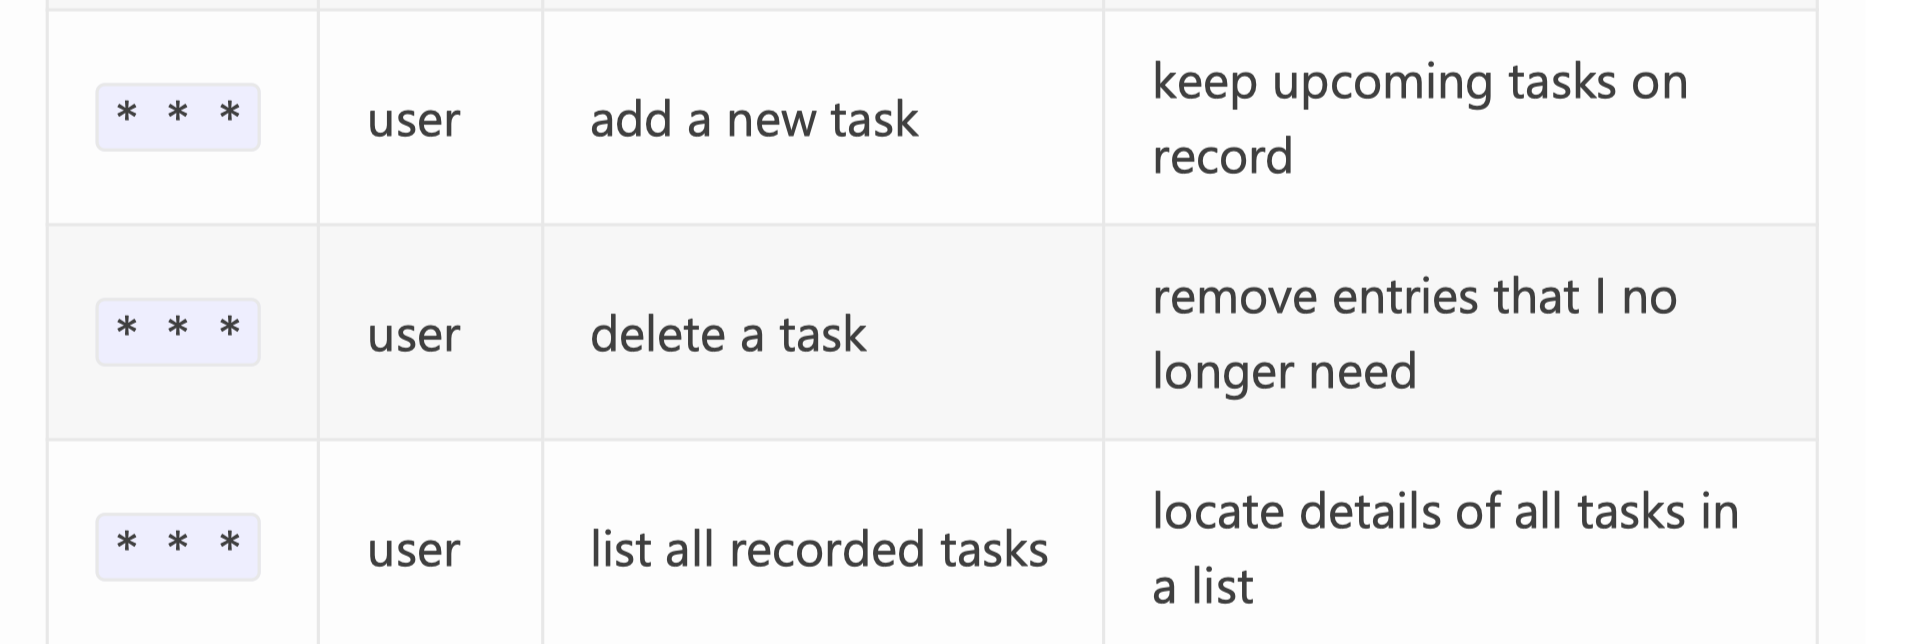 * * * user add a new task keep upcoming tasks on
record
* * * user delete a task remove entries that I no
longer need
* * * user list all recorded tasks locate details of all tasks in
a list